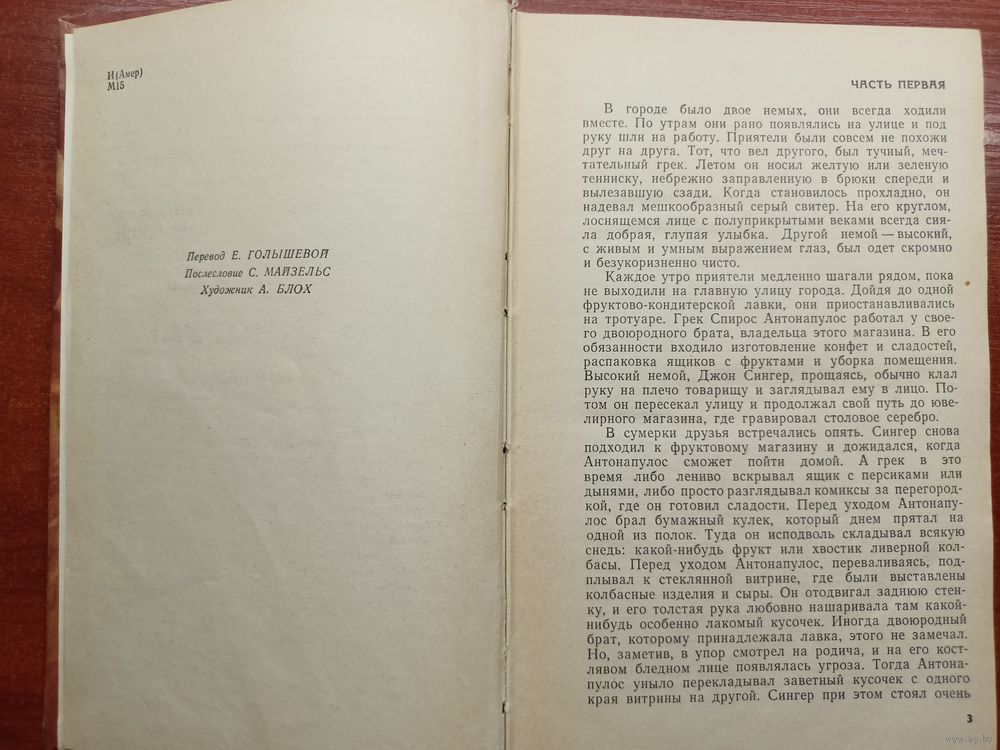 И(Амер)
М15
Перевод Е. ГОЛЫШЕВОЙ
Послесловие С. МАЙЗЕЛЬС
Художник А. БЛОХ
ЧАСТЬ ПЕРВАЯ
В городе было двое немых, они всегда ходили
вместе. По утрам они рано появлялись на улице и под
руку шли на работу. Приятели были совсем не похожи
друг на друга. Тот, что вел другого, был тучный, меч-
тательный грек. Летом он носил желтую или зеленую
тенниску, небрежно заправленную в брюки спереди и
вылезавшую сзади. Когда становилось прохладно, он
надевал мешкообразный серый свитер. На его круглом,
лоснящемся лице с полуприкрытыми веками всегда сия-
ла добрая, глупая улыбка. Другой немой — высокий,
с живым и умным выражением глаз, был одет скромно
и безукоризненно чисто.
Каждое утро приятели медленно шагали рядом, пока
не выходили на главную улицу города. Дойдя до одной
фруктово-кондитерской лавки, они приостанавливались
на тротуаре. Грек Спирос Антонапулос работал у свое-
го двоюродного брата, владельца этого магазина. В его
обязанности входило изготовление конфет и сладостей,
распаковка ящиков с фруктами и уборка помещения.
Высокий немой, Джон Сингер, прощаясь, обычно клал
руку на плечо товарищу и заглядывал ему в лицо. По-
том он пересекал улицу и продолжал свой путь до юве-
лирного магазина, где гравировал столовое серебро.
В сумерки друзья встречались опять. Сингер снова
подходил к фруктовому магазину и дожидался, когда
Антонапулос сможет пойти домой. А грек в это
время либо лениво вскрывал ящик с персиками или
дынями, либо просто разглядывал комиксы за перегород-
кой, где он готовил сладости. Перед уходом Антонапу-
лос брал бумажный кулек, который днем прятал на
одной из полок. Туда он исподволь складывал всякую
снедь: какой-нибудь фрукт или хвостик ливерной кол-
басы. Перед уходом Антонапулос, переваливаясь, под-
плывал к стеклянной витрине, где были выставлены
колбасные изделия и сыры. Он отодвигал заднюю стен-
ку, и его толстая рука любовно нашаривала там какой-
нибудь особенно лакомый кусочек. Иногда двоюродный
брат, которому принадлежала лавка, этого не замечал.
Но, заметив, в упор смотрел на родича, и на его кост-
лявом бледном лице появлялась угроза. Тогда Антона-
пулос уныло перекладывал заветный кусочек с одного
края витрины на другой. Сингер при этом стоял очень
3
www.ay.by